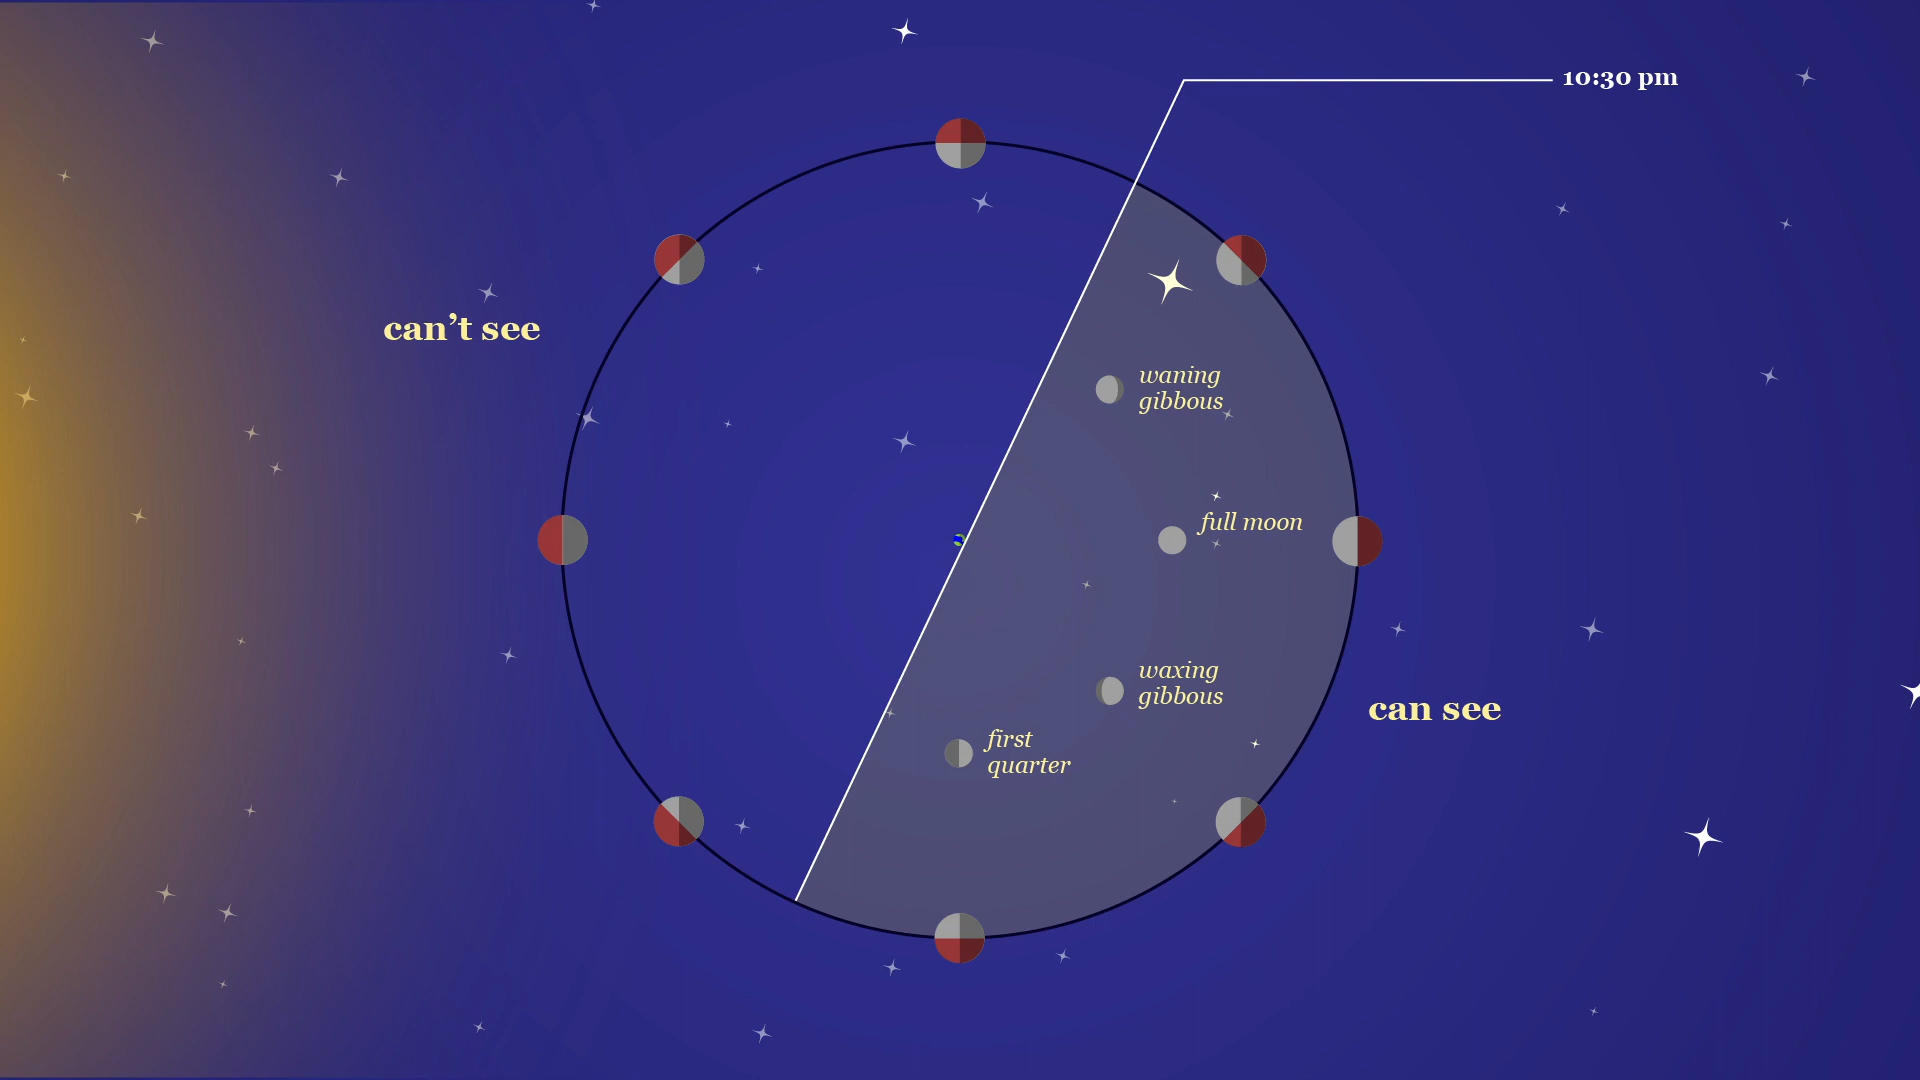 10:30 pm
can’t see
waning
gibbous
full moon
waxing
gibbous
can see
first
quarter